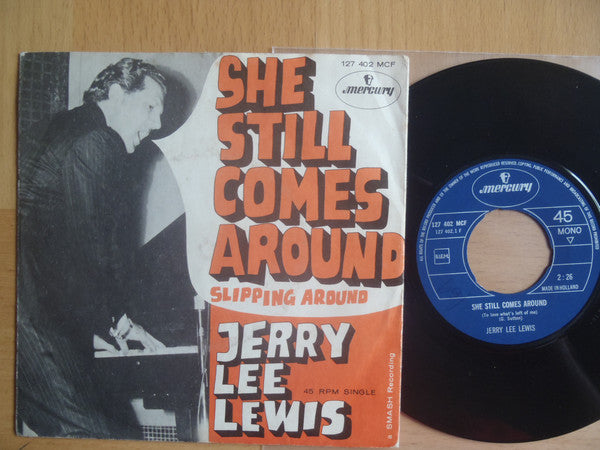 127 402 MCF
mercury
SHE
STILL
COMES
AROUND
SLIPPING AROUND
JERRY
LEE
LEWIS
45 RPM SINGLE
a SMASH Recording
mercury
127 402 MCF
127 402.1 F
45
MONO
B.I.E.M.
2:26
MADE IN HOLLAND
SHE STILL COMES AROUND
(To love what's left of me)
(G. Sutton)
JERRY LEE LEWIS